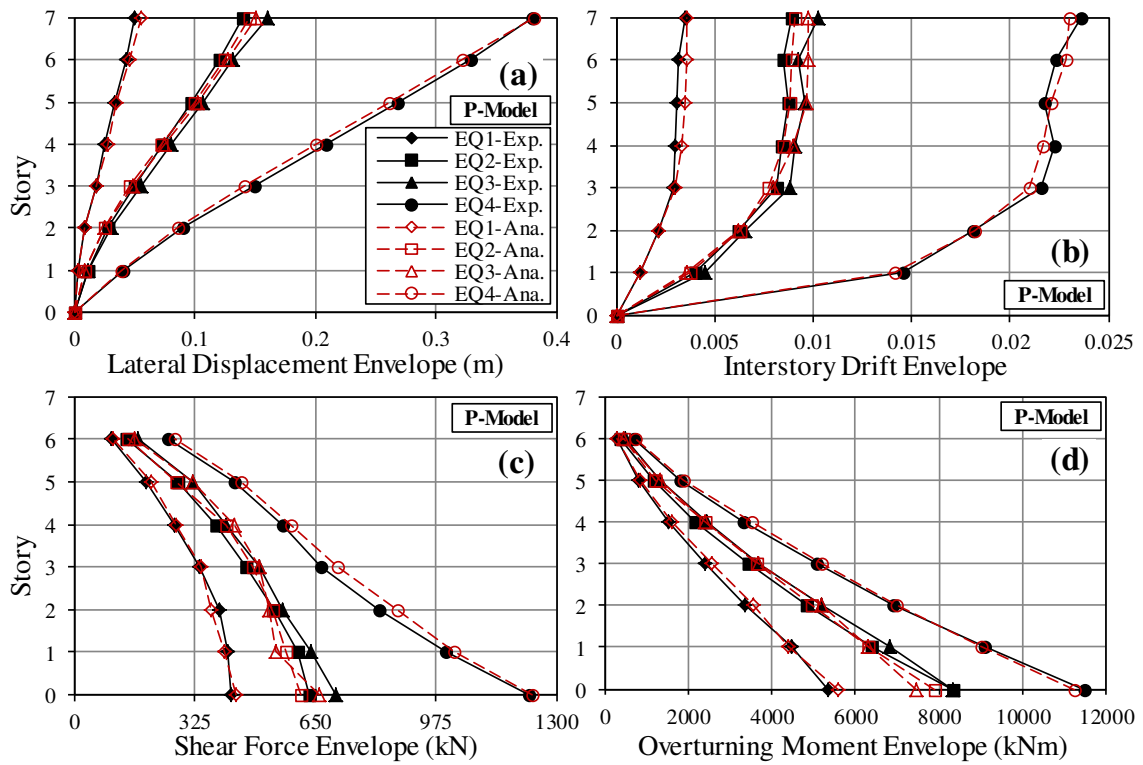 7
6
5
4
3
2
1
0
Story
(a)
P-Model
EQ1-Exp.
EQ2-Exp.
EQ3-Exp.
EQ4-Exp.
EQ1-Ana.
EQ2-Ana.
EQ3-Ana.
EQ4-Ana.
0 0.1 0.2 0.3 0.4
Lateral Displacement Envelope (m)
7
6
5
4
3
2
1
0
(b)
P-Model
0 0.005 0.01 0.015 0.02 0.025
Interstory Drift Envelope
7
6
5
4
3
2
1
0
Story
P-Model
(c)
0 325 650 975 1300
Shear Force Envelope (kN)
7
6
5
4
3
2
1
0
P-Model
(d)
0 2000 4000 6000 8000 10000 12000
Overturning Moment Envelope (kNm)